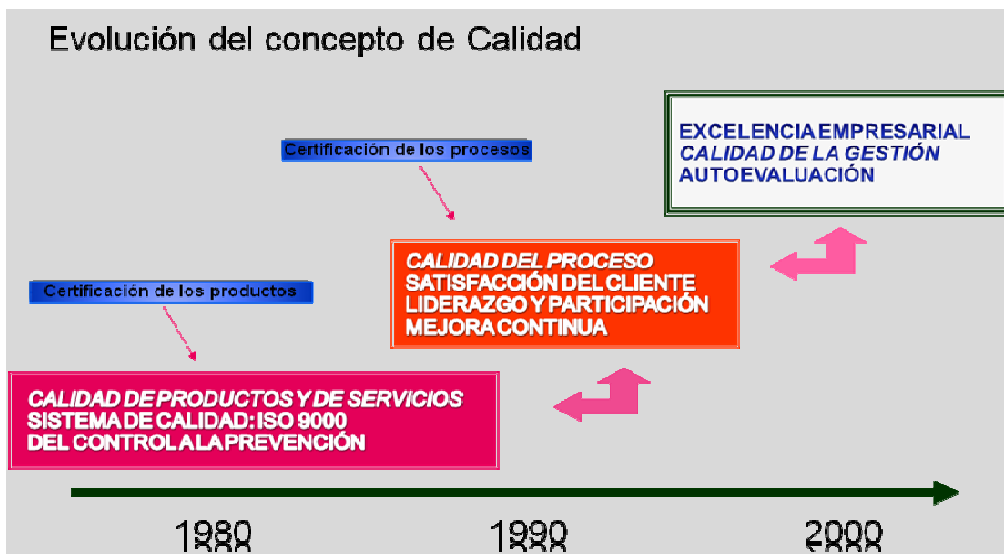 Evolución del concepto de Calidad
EXCELENCIA EMPRESARIAL
CALIDAD DE LA GESTIÓN
AUTOEVALUACIÓN
Certificación de los procesos
CALIDAD DEL PROCESO
SATISFACCIÓN DEL CLIENTE
LIDERAZGO Y PARTICIPACIÓN
MEJORA CONTINUA
Certificación de los productos
CALIDAD DE PRODUCTOS Y DE SERVICIOS
SISTEMA DE CALIDAD: ISO 9000
DEL CONTROL A LA PREVENCIÓN
1980 1990 2000